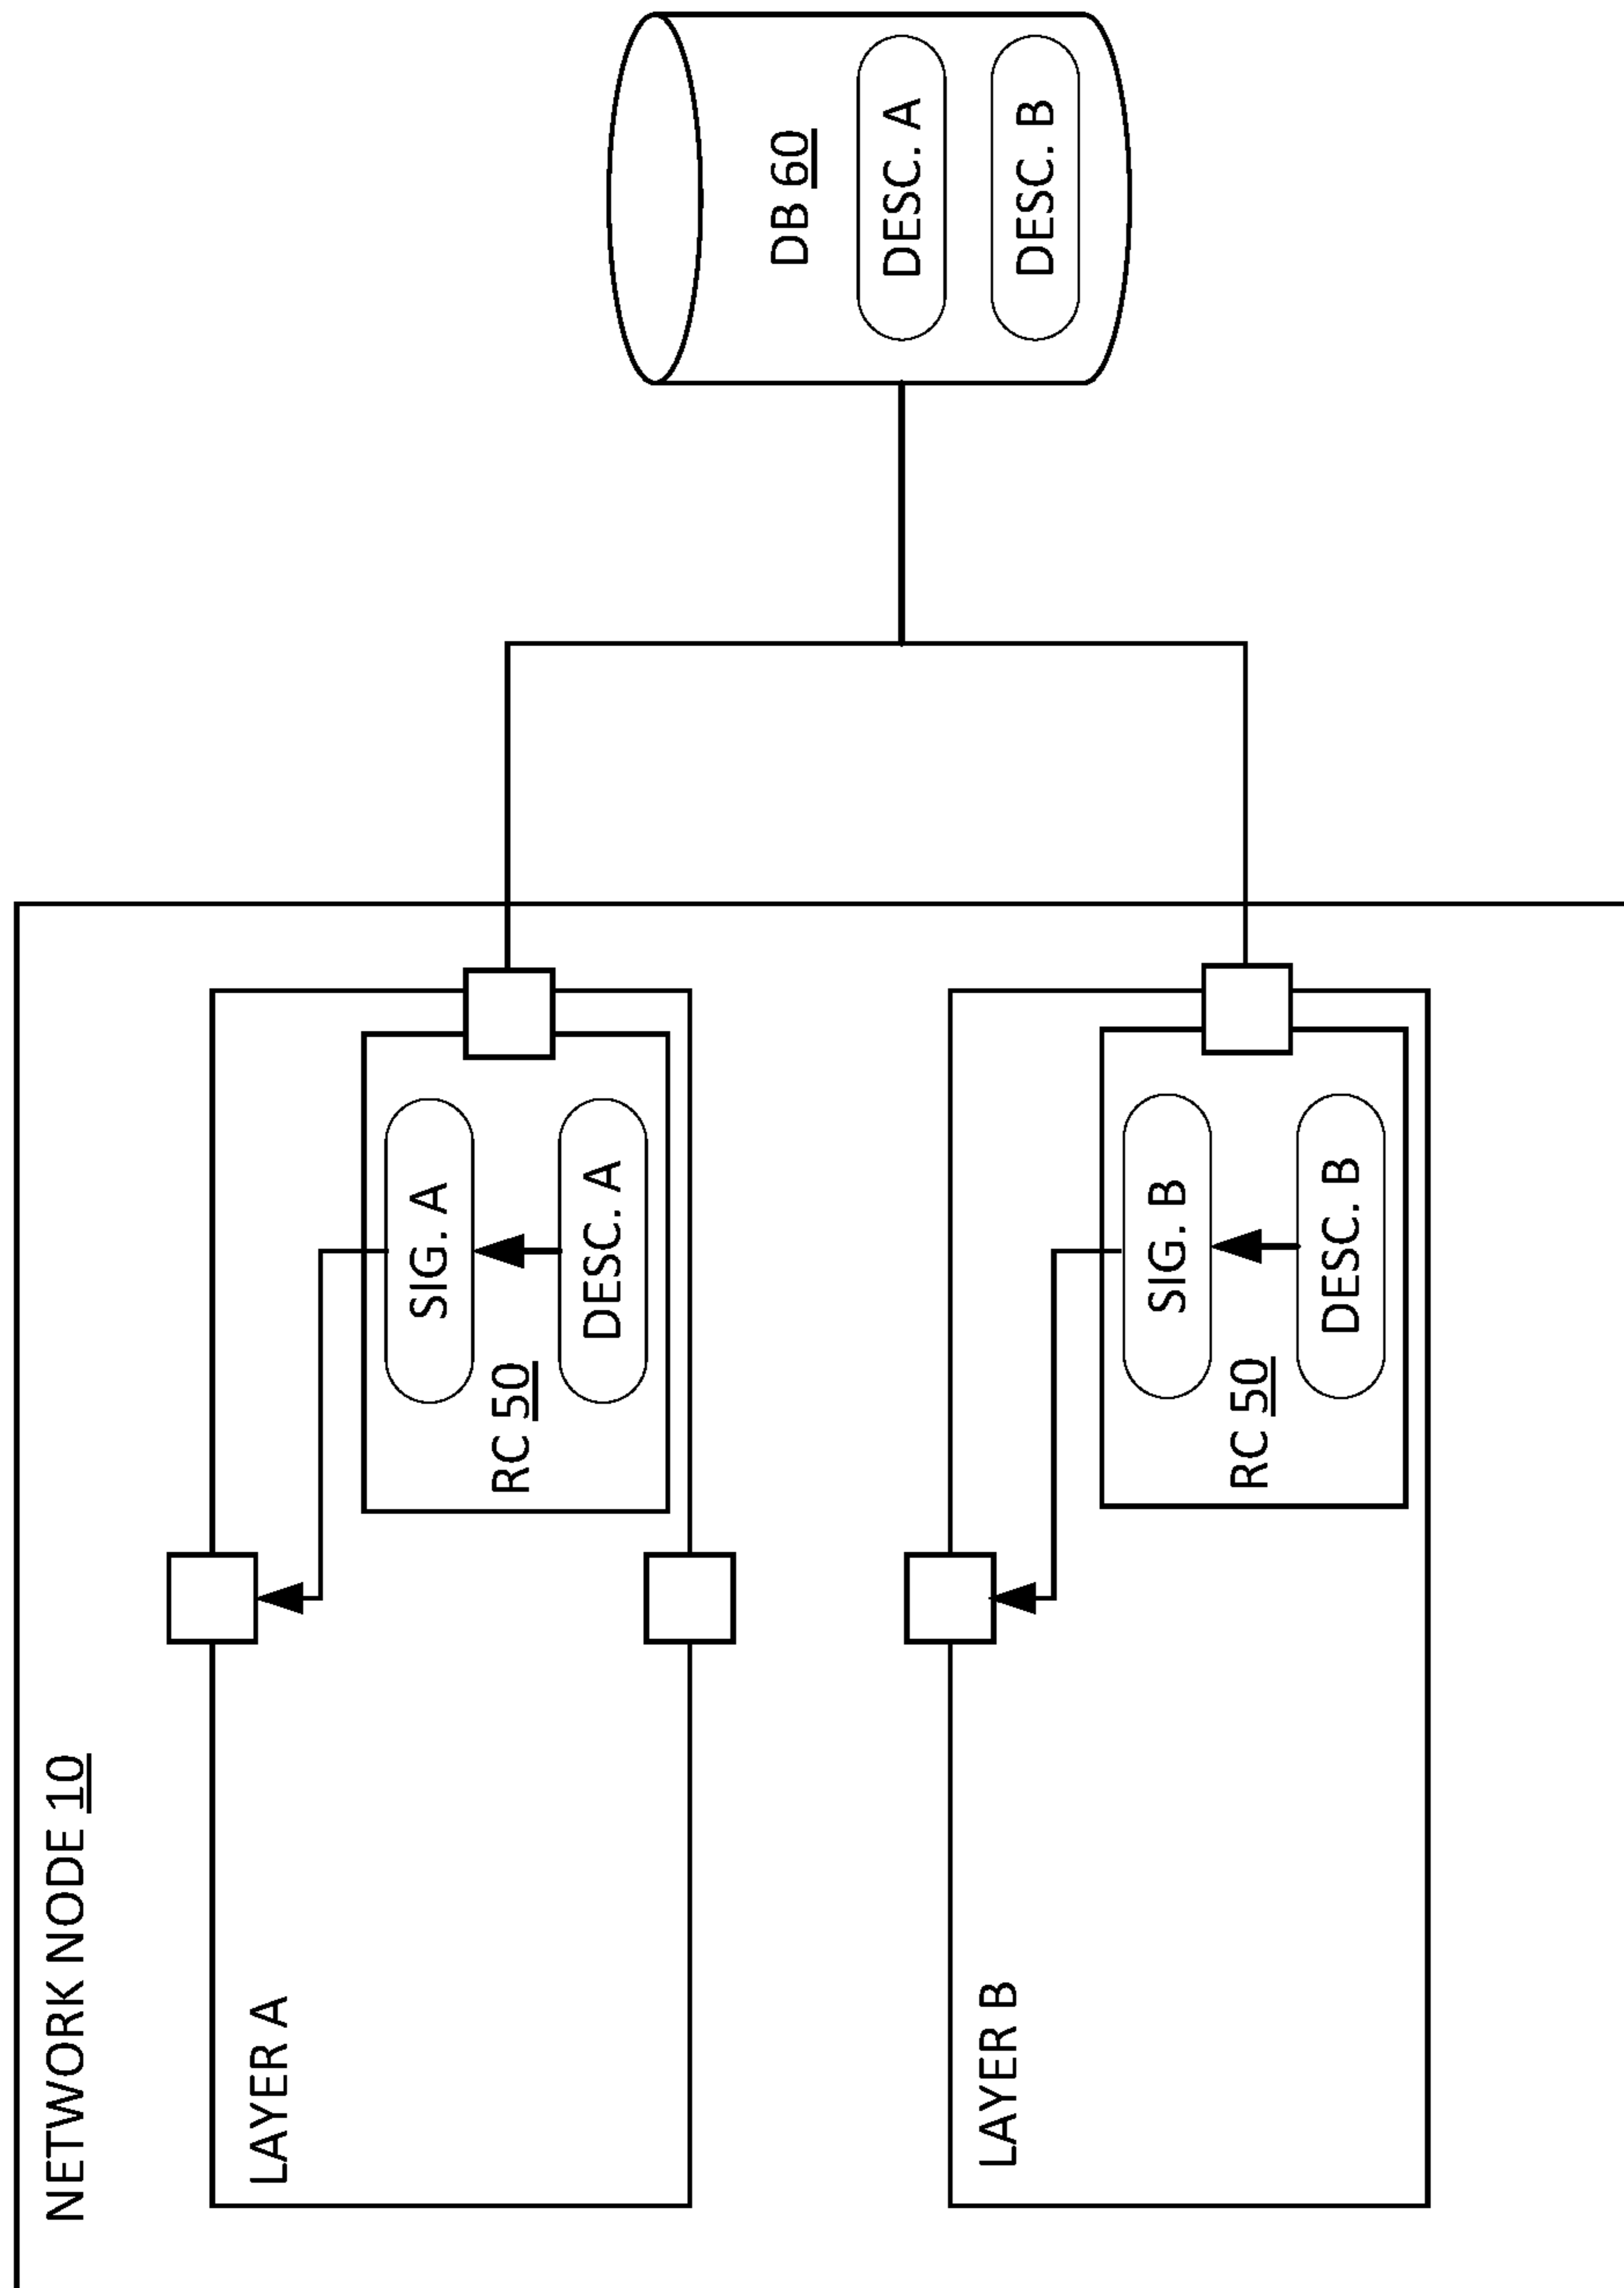 NETWORK NODE 10
LAYER A
SIG. A
RC 50
DESC. A
LAYER B
SIG. B
RC 50
DESC. B
DB 60
DESC. A
DESC. B